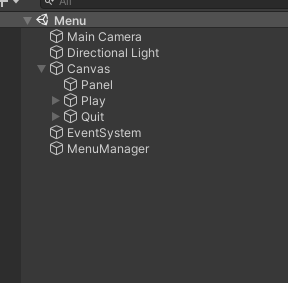 All
Menu
Main Camera
Directional Light
Canvas
Panel
Play
Quit
EventSystem
MenuManager